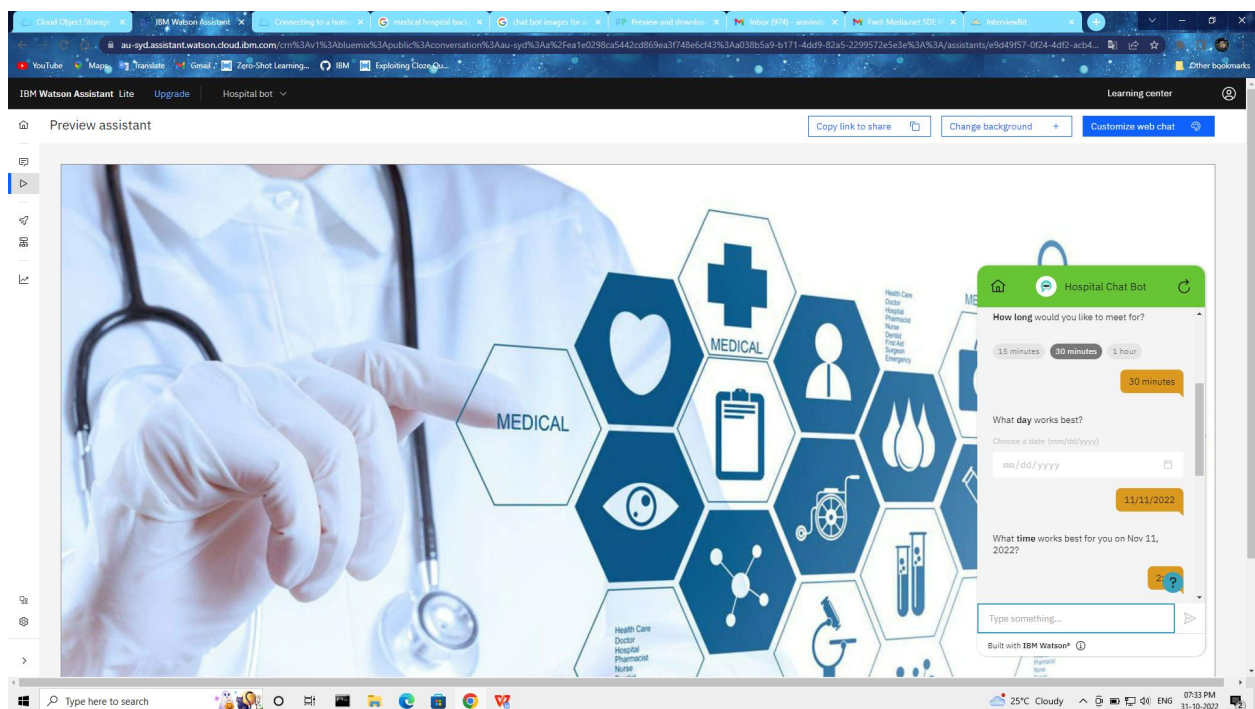 Cloud Object Storage
IBM Watson Assistant
Connecting to a hom
medical hospital back
chat bot images for a
Preview and downloa
Inbox (974) - aravind
Fwd: Media.net SDE I
InterviewBit
YouTube
Maps
Translate
Gmail
Zero-Shot Learning...
IBM
Exploiting Cloze Qu...
Other bookmarks
IBM Watson Assistant Lite
Upgrade
Hospital bot
Learning center
Preview assistant
Copy link to share
Change background +
Customize web chat
MEDICAL
MEDICAL
Health Care
Doctor
Hospital
Pharmacist
Nurse
Dentist
First Aid
Surgeon
Emergency
ME
Health Care
Doctor
Hospital
Pharmacist
Nurse
Hospital Chat Bot
How long would you like to meet for?
15 minutes
30 minutes
1 hour
30 minutes
What day works best?
Choose a date (mm/dd/yyyy)
mm/dd/yyyy
11/11/2022
What time works best for you on Nov 11,
2022?
2:
?
Type something...
Built with IBM Watson®
Type here to search
25°C Cloudy
ENG
07:33 PM
31-10-2022